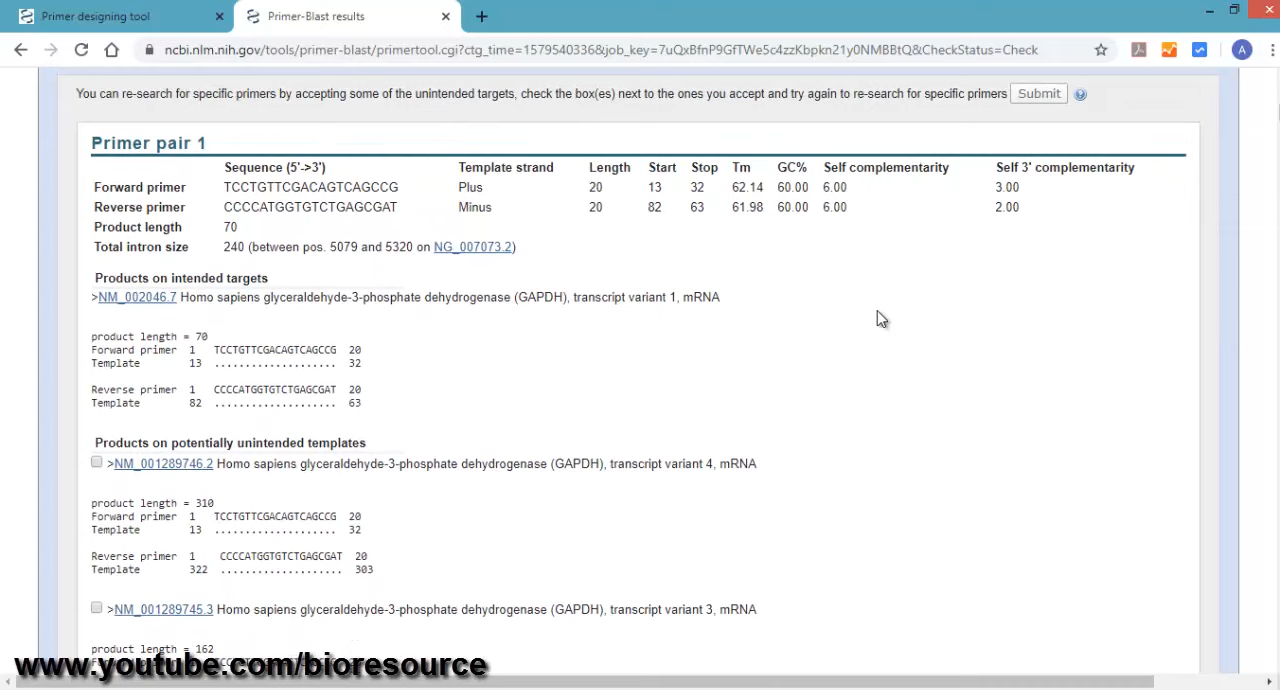 Primer designing tool
Primer-Blast results
ncbi.nlm.nih.gov/tools/primer-blast/primertool.cgi?ctg_time=1579540336&job_key=7uQxBfnP9GfTWe5c4zzKbpkn21y0NMBBtQ&CheckStatus=Check
A
You can re-search for specific primers by accepting some of the unintended targets, check the box(es) next to the ones you accept and try again to re-search for specific primers Submit ?
Primer pair 1
Sequence (5'->3') Template strand Length Start Stop Tm GC% Self complementarity Self 3' complementarity
Forward primer TCCTGTTCGACAGTCAGCCG Plus 20 13 32 62.14 60.00 6.00 3.00
Reverse primer CCCCATGGTGTCTGAGCGAT Minus 20 82 63 61.98 60.00 6.00 2.00
Product length 70
Total intron size 240 (between pos. 5079 and 5320 on NG_007073.2)
Products on intended targets
>NM_002046.7 Homo sapiens glyceraldehyde-3-phosphate dehydrogenase (GAPDH), transcript variant 1, mRNA
product length = 70
Forward primer 1 TCCTGTTCGACAGTCAGCCG 20
Template 13 .................... 32
Reverse primer 1 CCCCATGGTGTCTGAGCGAT 20
Template 82 .................... 63
Products on potentially unintended templates
>NM_001289746.2 Homo sapiens glyceraldehyde-3-phosphate dehydrogenase (GAPDH), transcript variant 4, mRNA
product length = 310
Forward primer 1 TCCTGTTCGACAGTCAGCCG 20
Template 13 .................... 32
Reverse primer 1 CCCCATGGTGTCTGAGCGAT 20
Template 322 .................... 303
>NM_001289745.3 Homo sapiens glyceraldehyde-3-phosphate dehydrogenase (GAPDH), transcript variant 3, mRNA
product length = 162
www.youtube.com/bioresource